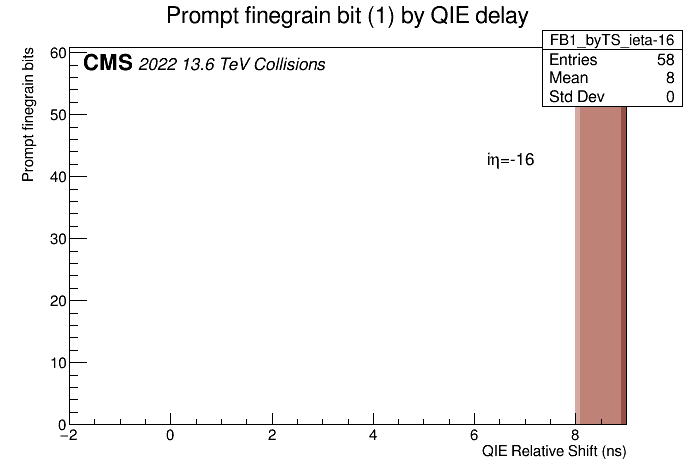 Prompt finegrain bit (1) by QIE delay
FB1_byTS_ieta-16
Entries 58
Mean 8
Std Dev 0
CMS 2022 13.6 TeV Collisions
iη=-16
Prompt finegrain bits
60
50
40
30
20
10
0
−2 0 2 4 6 8
QIE Relative Shift (ns)